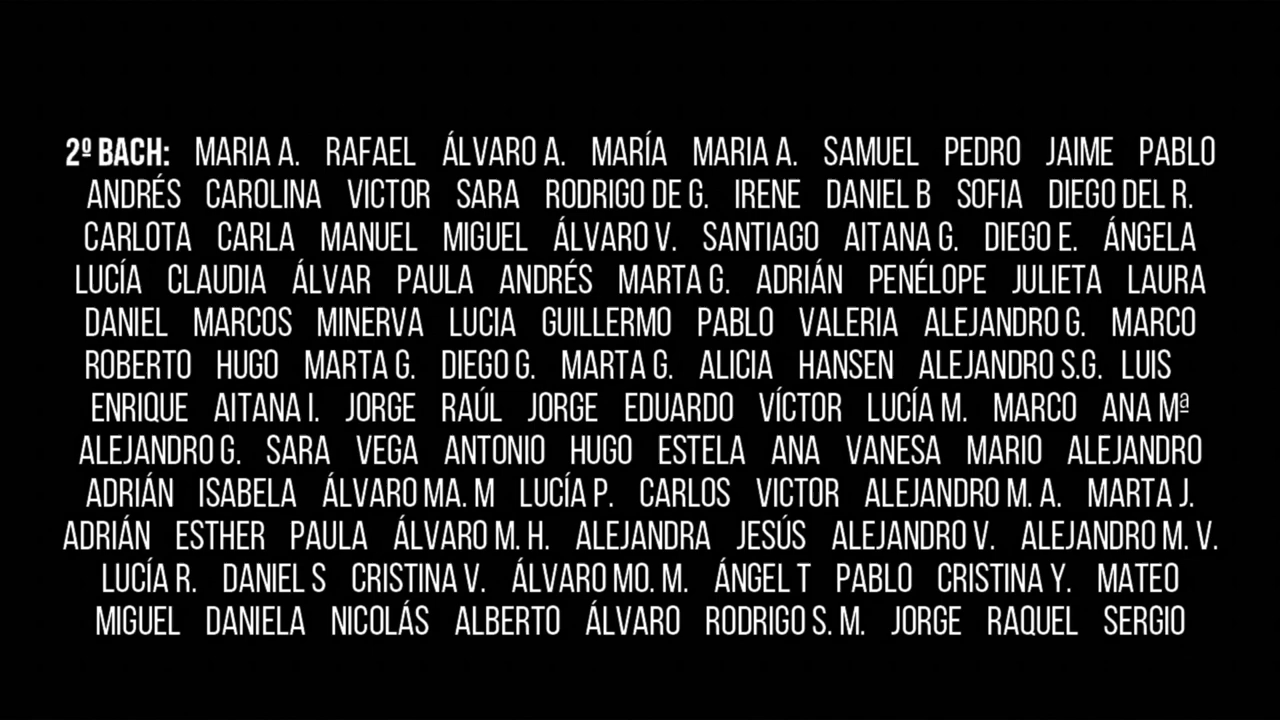 2º BACH: MARIA A. RAFAEL ÁLVARO A. MARÍA MARIA A. SAMUEL PEDRO JAIME PABLO
ANDRÉS CAROLINA VICTOR SARA RODRIGO DE G. IRENE DANIEL B SOFIA DIEGO DEL R.
CARLOTA CARLA MANUEL MIGUEL ÁLVARO V. SANTIAGO AITANA G. DIEGO E. ÁNGELA
LUCÍA CLAUDIA ÁLVAR PAULA ANDRÉS MARTA G. ADRIÁN PENÉLOPE JULIETA LAURA
DANIEL MARCOS MINERVA LUCIA GUILLERMO PABLO VALERIA ALEJANDRO G. MARCO
ROBERTO HUGO MARTA G. DIEGO G. MARTA G. ALICIA HANSEN ALEJANDRO S.G. LUIS
ENRIQUE AITANA I. JORGE RAÚL JORGE EDUARDO VÍCTOR LUCÍA M. MARCO ANA Mª
ALEJANDRO G. SARA VEGA ANTONIO HUGO ESTELA ANA VANESA MARIO ALEJANDRO
ADRIÁN ISABELA ÁLVARO MA. M LUCÍA P. CARLOS VICTOR ALEJANDRO M. A. MARTA J.
ADRIÁN ESTHER PAULA ÁLVARO M. H. ALEJANDRA JESÚS ALEJANDRO V. ALEJANDRO M. V.
LUCÍA R. DANIEL S CRISTINA V. ÁLVARO MO. M. ÁNGEL T PABLO CRISTINA Y. MATEO
MIGUEL DANIELA NICOLÁS ALBERTO ÁLVARO RODRIGO S. M. JORGE RAQUEL SERGIO